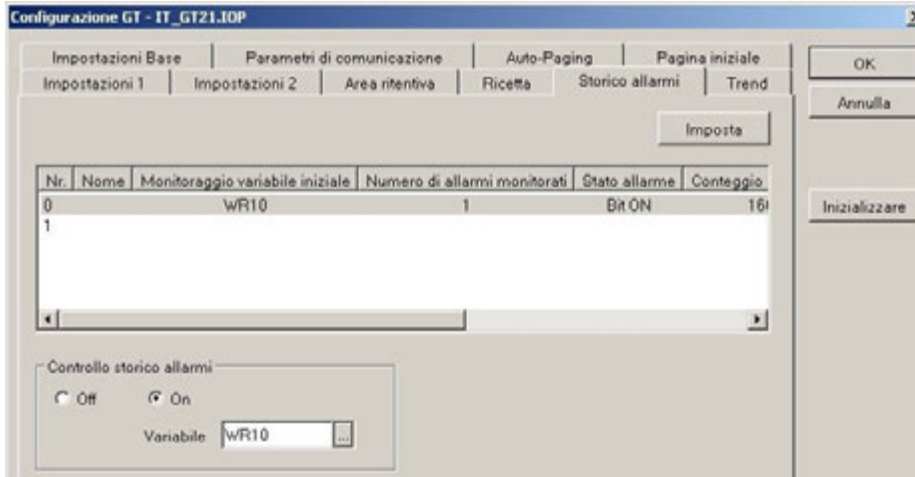 Configurazione GT - IT_GT21.IOP
Impostazioni Base Parametri di comunicazione Auto-Paging Pagina iniziale
OK
Impostazioni 1 Impostazioni 2 Area ritentiva Ricetta Storico allarmi Trend
Annulla
Imposta
Nr. Nome Monitoraggio variabile iniziale Numero di allarmi monitorati Stato allarme Conteggio
0 WR10 1 Bit ON
Inizializzare
1
Controllo storico allarmi
Off On
Variabile WR10 ...